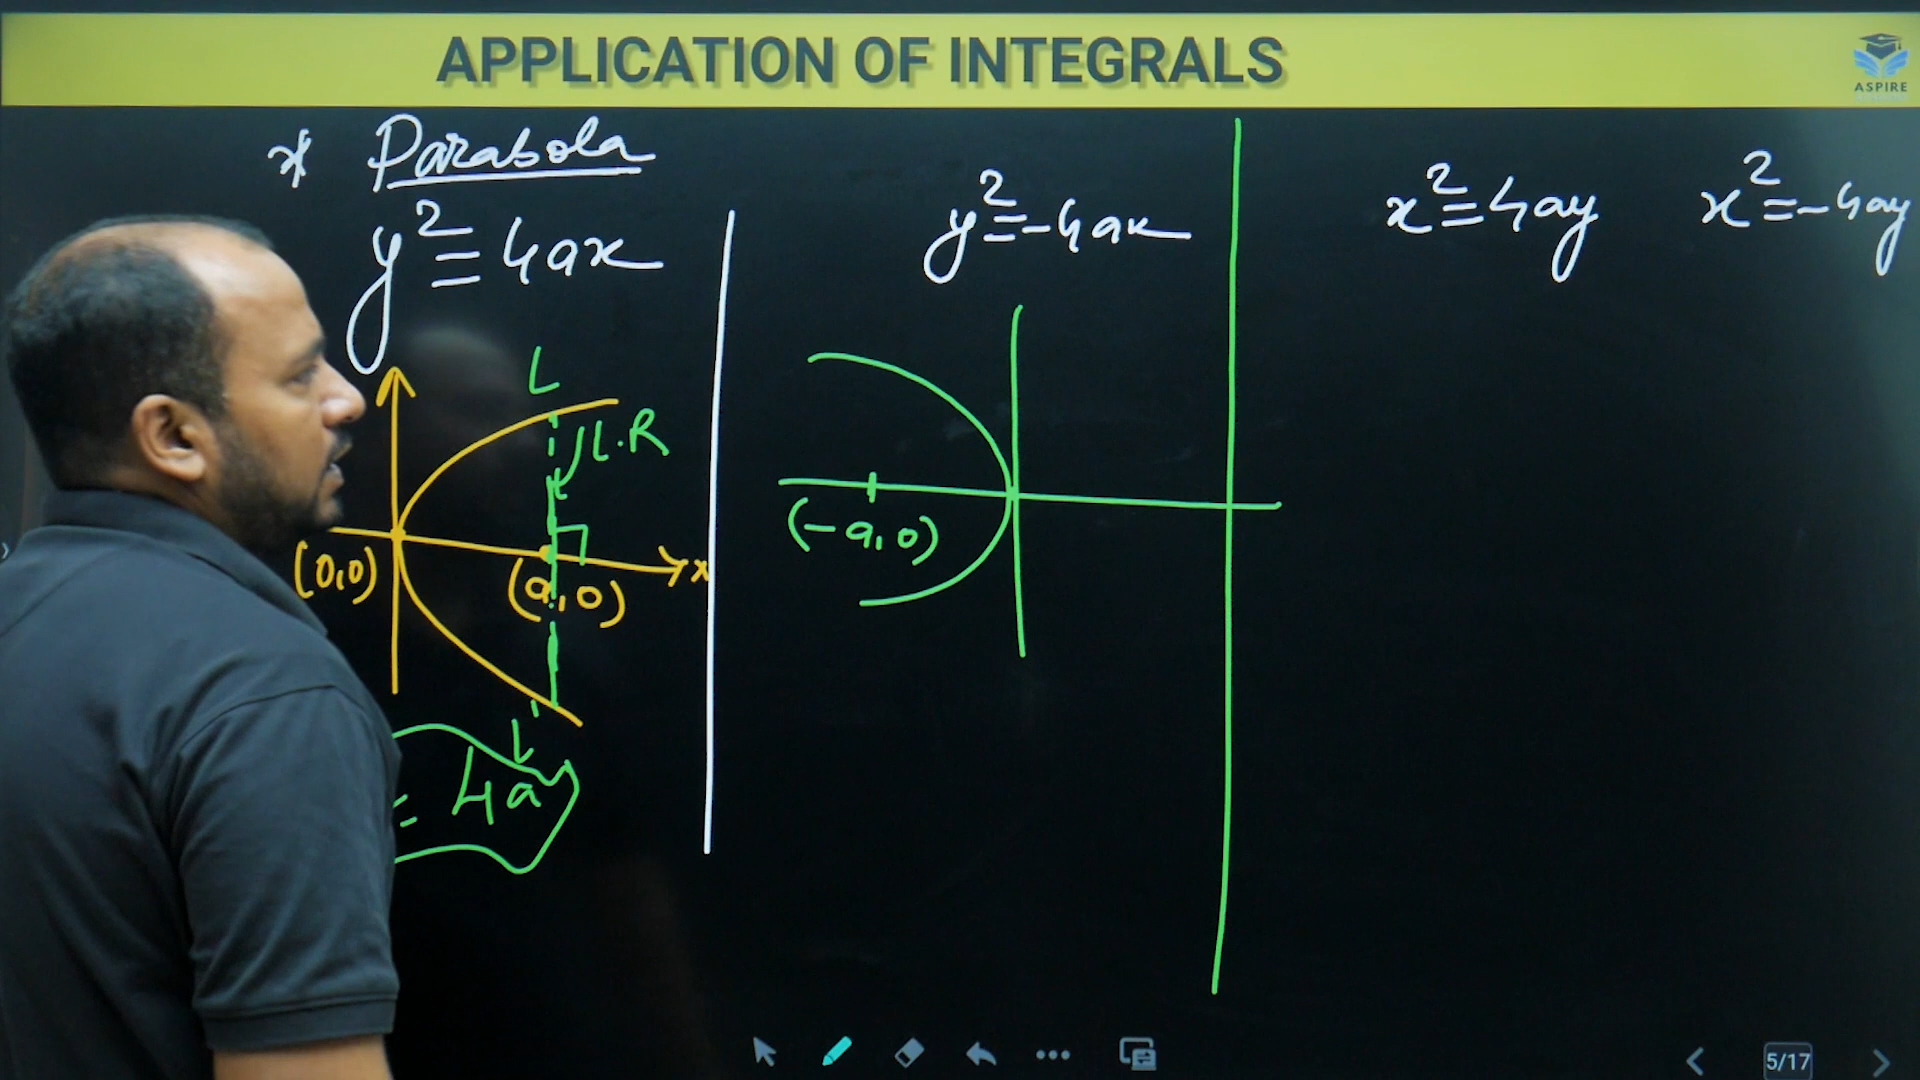 APPLICATION OF INTEGRALS
ASPIRE
* Parabola
y² = 4ax
y² = -4ax
x² = 4ay
x² = -4ay
L
L.R
(0,0)
(a,0)
x
L'
= 4a
(-a,0)
5/17